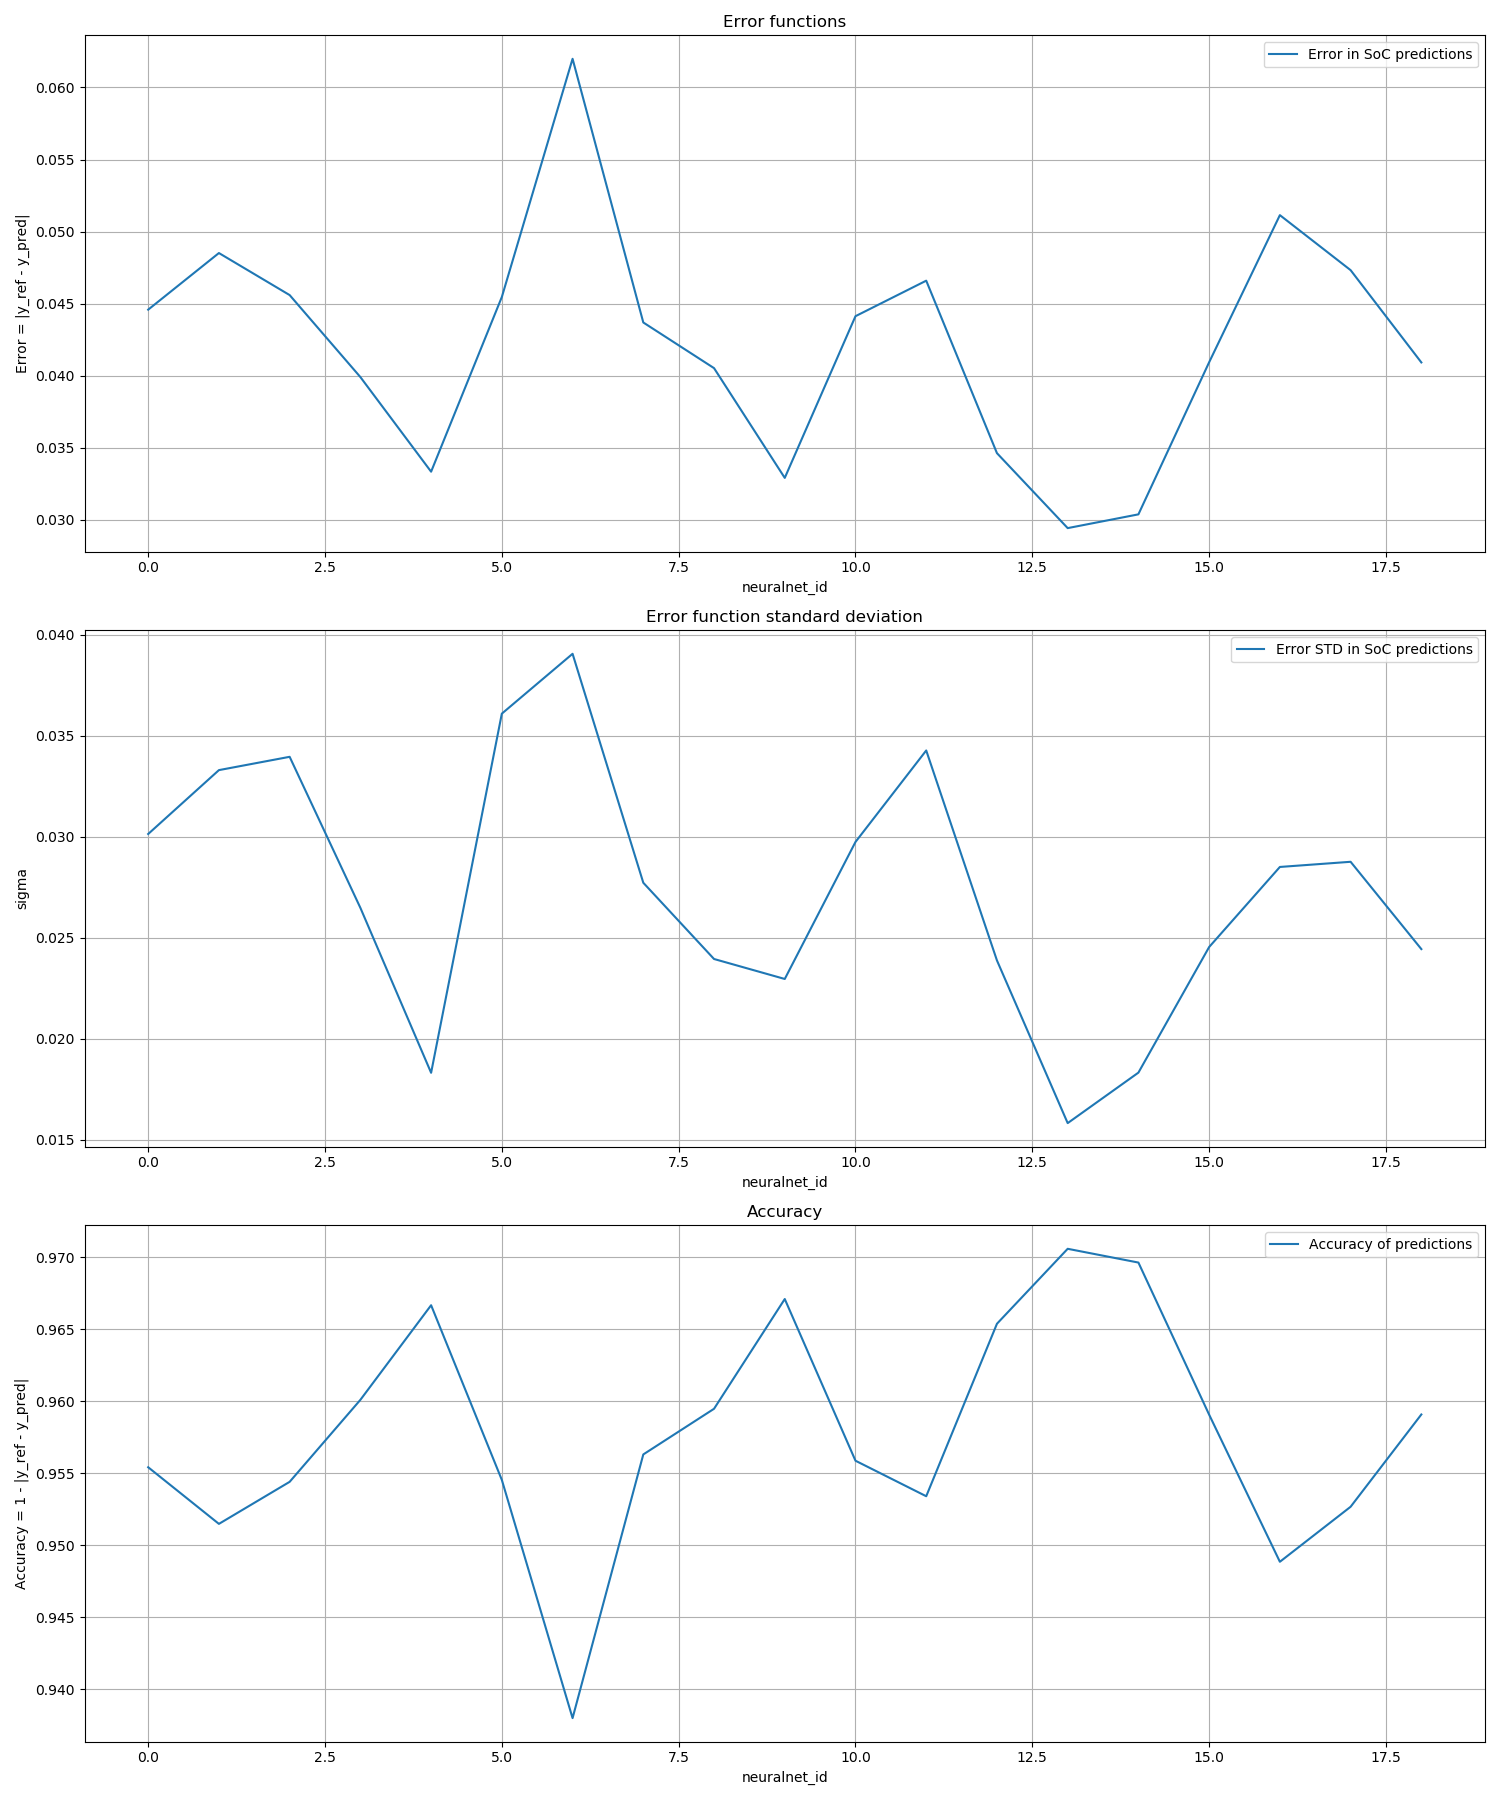 Error functions
Error in SoC predictions
0.060
0.055
0.050
0.045
0.040
0.035
0.030
Error = |y_ref - y_pred|
0.0 2.5 5.0 7.5 10.0 12.5 15.0 17.5
neuralnet_id
Error function standard deviation
Error STD in SoC predictions
0.040
0.035
0.030
0.025
0.020
0.015
sigma
0.0 2.5 5.0 7.5 10.0 12.5 15.0 17.5
neuralnet_id
Accuracy
Accuracy of predictions
0.970
0.965
0.960
0.955
0.950
0.945
0.940
Accuracy = 1 - |y_ref - y_pred|
0.0 2.5 5.0 7.5 10.0 12.5 15.0 17.5
neuralnet_id